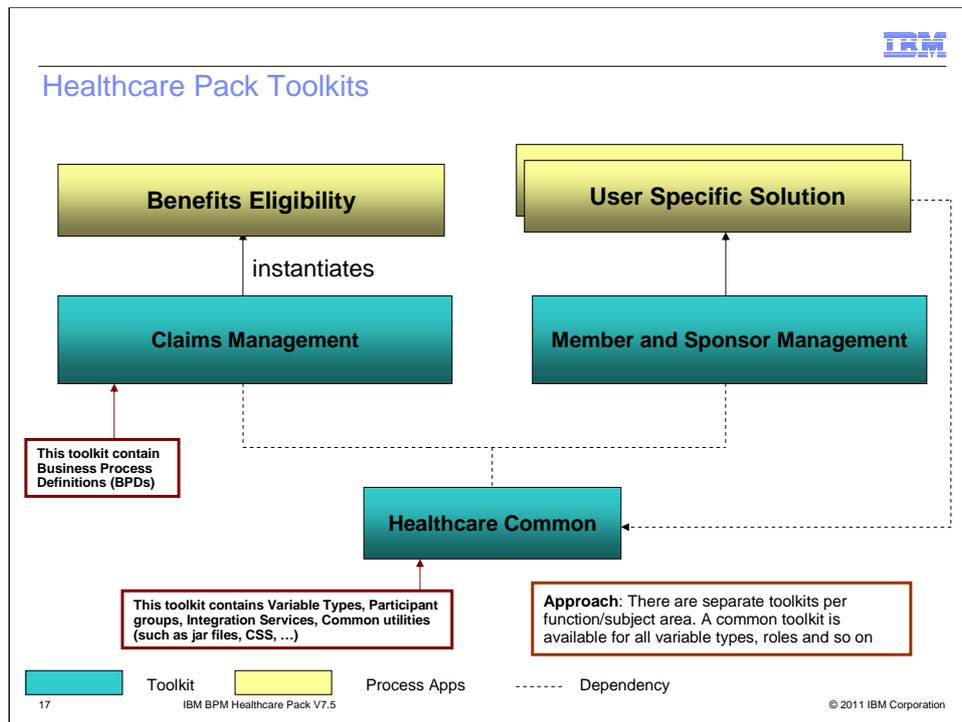 IBM
Healthcare Pack Toolkits
Benefits Eligibility
User Specific Solution
instantiates
Claims Management
Member and Sponsor Management
This toolkit contain
Business Process
Definitions (BPDs)
Healthcare Common
This toolkit contains Variable Types, Participant
groups, Integration Services, Common utilities
(such as jar files, CSS, ...)
Approach: There are separate toolkits per
function/subject area. A common toolkit is
available for all variable types, roles and so on
Toolkit
Process Apps
Dependency
17
IBM BPM Healthcare Pack V7.5
© 2011 IBM Corporation